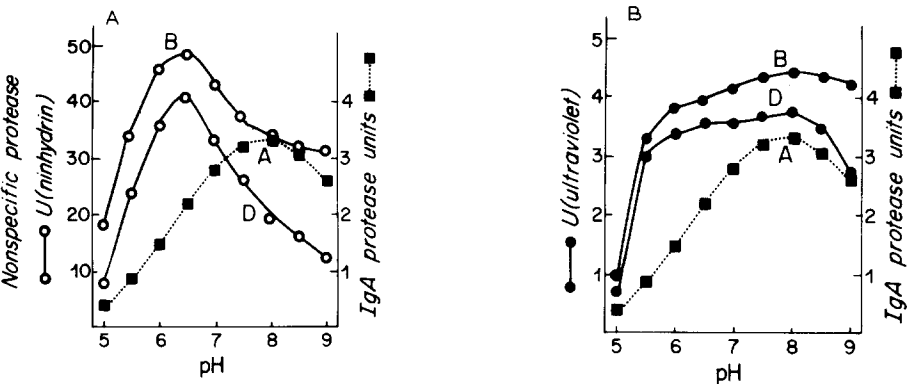 A
Nonspecific protease
U(ninhydrin)
50
40
30
20
10
B
A
D
4
3
2
1
IgA protease units
5 6 7 8 9
pH
B
U(ultraviolet)
5
4
3
2
1
B
D
A
4
3
2
1
IgA protease units
5 6 7 8 9
pH